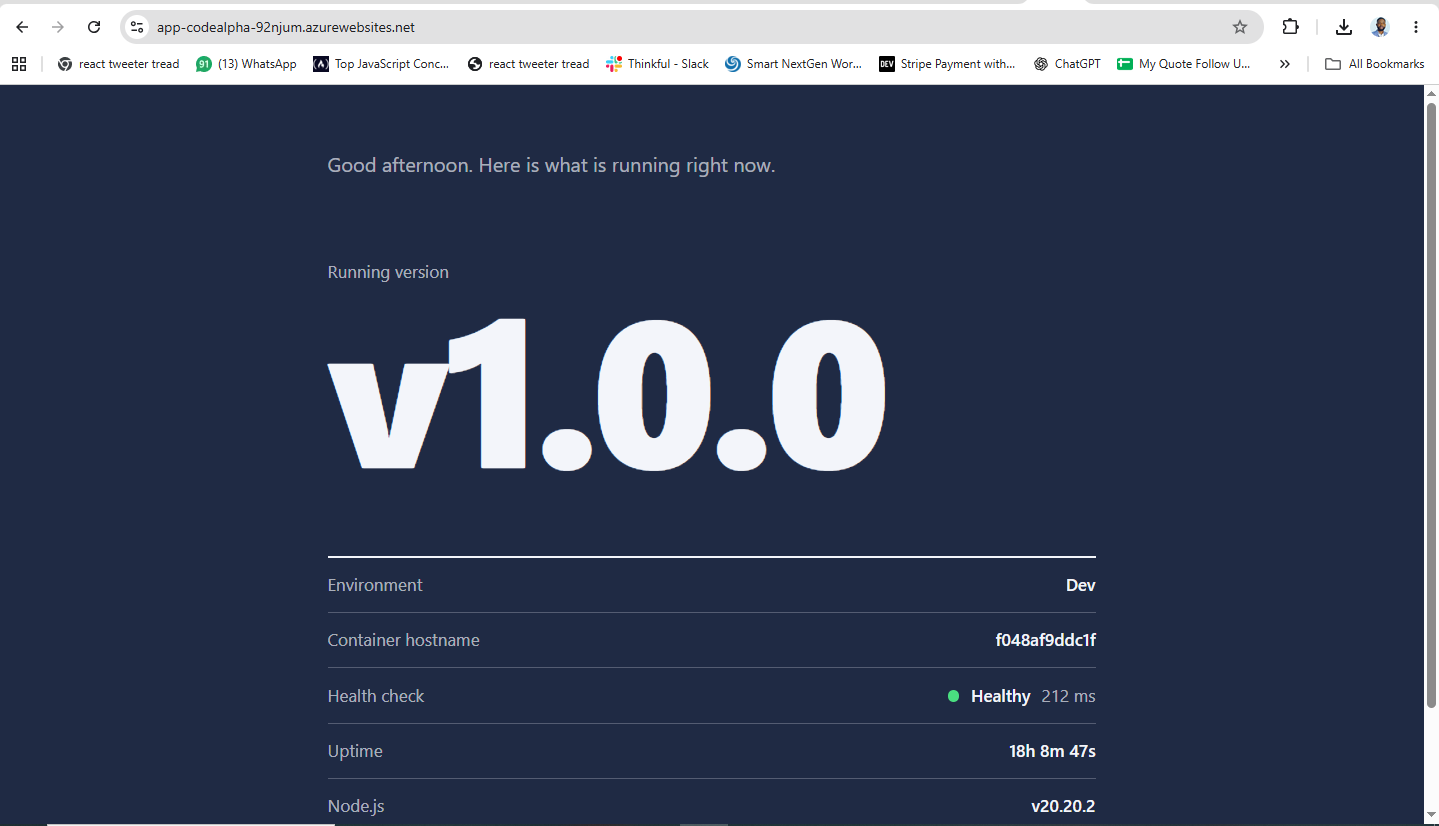 app-codealpha-92njum.azurewebsites.net
react tweeter tread
91 (13) WhatsApp
Top JavaScript Conc...
react tweeter tread
Thinkful - Slack
Smart NextGen Wor...
DEV Stripe Payment with...
ChatGPT
My Quote Follow U...
»
All Bookmarks
Good afternoon. Here is what is running right now.
Running version
v1.0.0
Environment Dev
Container hostname f048af9ddc1f
Health check Healthy 212 ms
Uptime 18h 8m 47s
Node.js v20.20.2